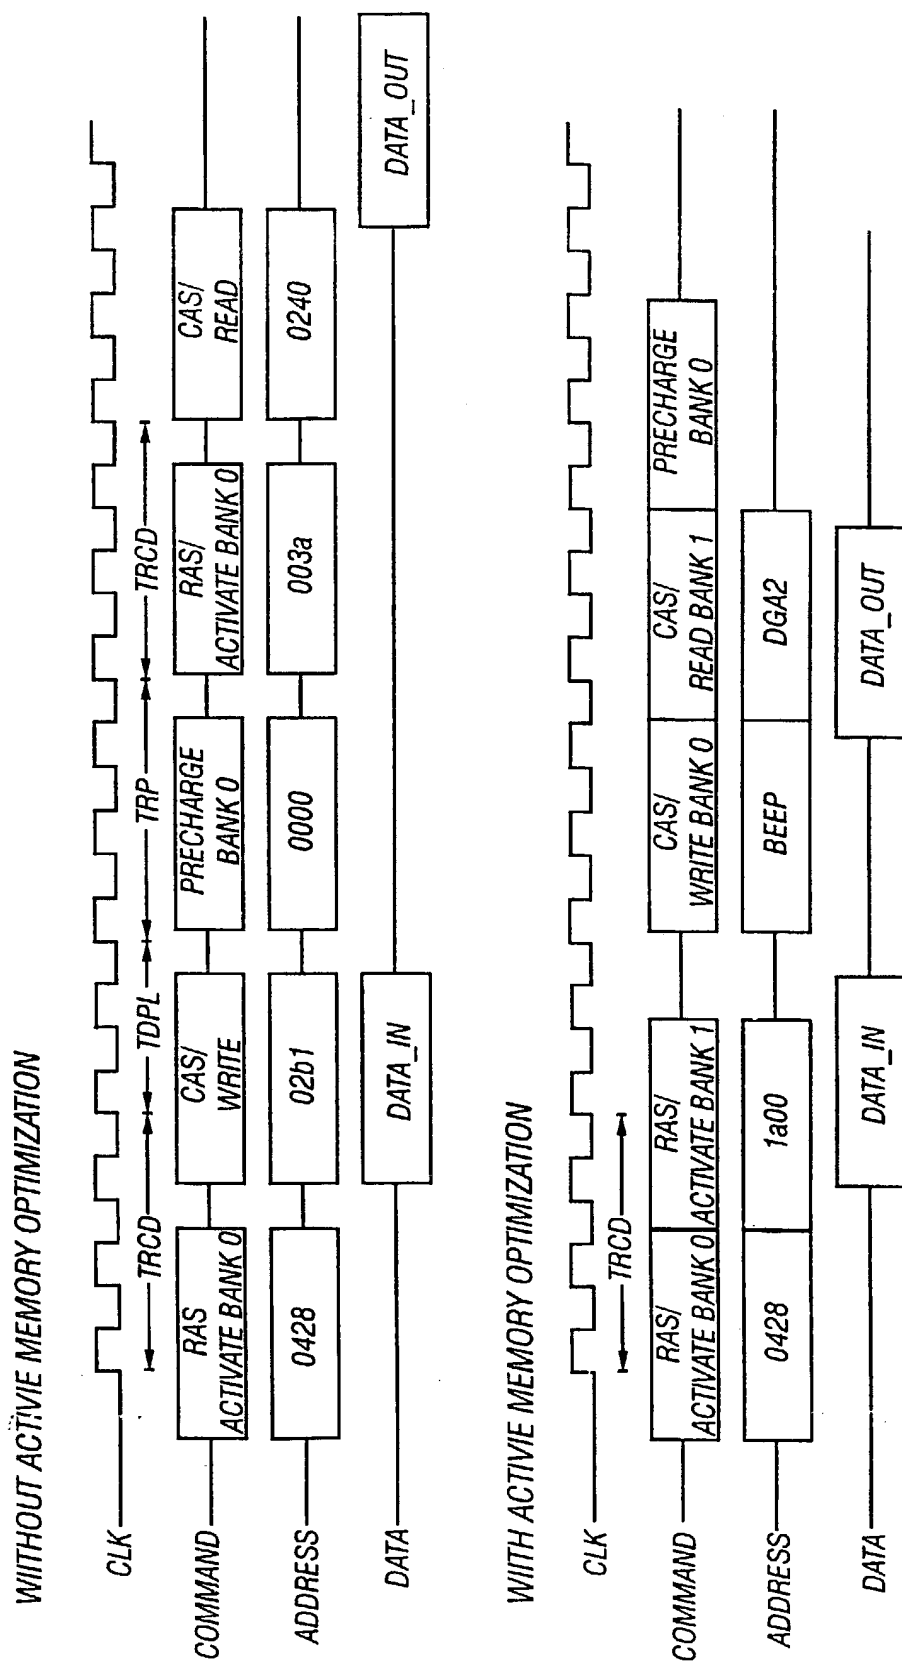 WIITHOUT ACTIVIE MEMORY OPTIMIZATION
CLK
TRCD
TDPL
TRP
TRCD
COMMAND
RAS
ACTIVATE BANK 0
CAS/
WRITE
PRECHARGE
BANK 0
RAS/
ACTIVATE BANK 0
CAS/
READ
ADDRESS
0428
02b1
0000
003a
0240
DATA
DATA_IN
DATA_OUT
WIITH ACTIVIE MEMORY OPTIMIZATION
CLK
TRCD
COMMAND
RAS/
ACTIVATE BANK 0
RAS/
ACTIVATE BANK 1
CAS/
WRITE BANK 0
CAS/
READ BANK 1
PRECHARGE
BANK 0
ADDRESS
0428
1a00
BEEP
DGA2
DATA
DATA_IN
DATA_OUT